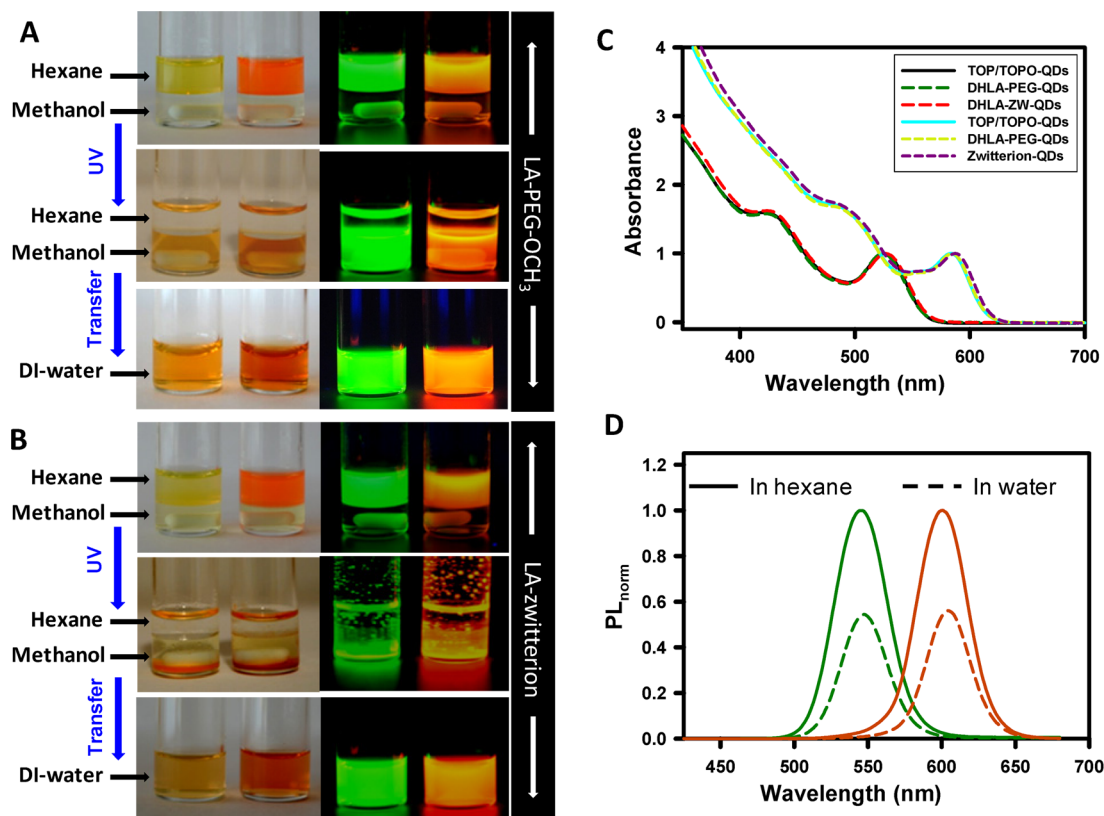 A
Hexane
Methanol
UV
Hexane
Methanol
Transfer
DI-water
LA-PEG-OCH3
B
Hexane
Methanol
UV
Hexane
Methanol
Transfer
DI-water
LA-zwitterion
C
TOP/TOPO-QDs
DHLA-PEG-QDs
DHLA-ZW-QDs
TOP/TOPO-QDs
DHLA-PEG-QDs
Zwitterion-QDs
Absorbance
4
3
2
1
0
400 500 600 700
Wavelength (nm)
D
In hexane In water
PLnorm
1.2
1.0
0.8
0.6
0.4
0.2
0.0
450 500 550 600 650 700
Wavelength (nm)